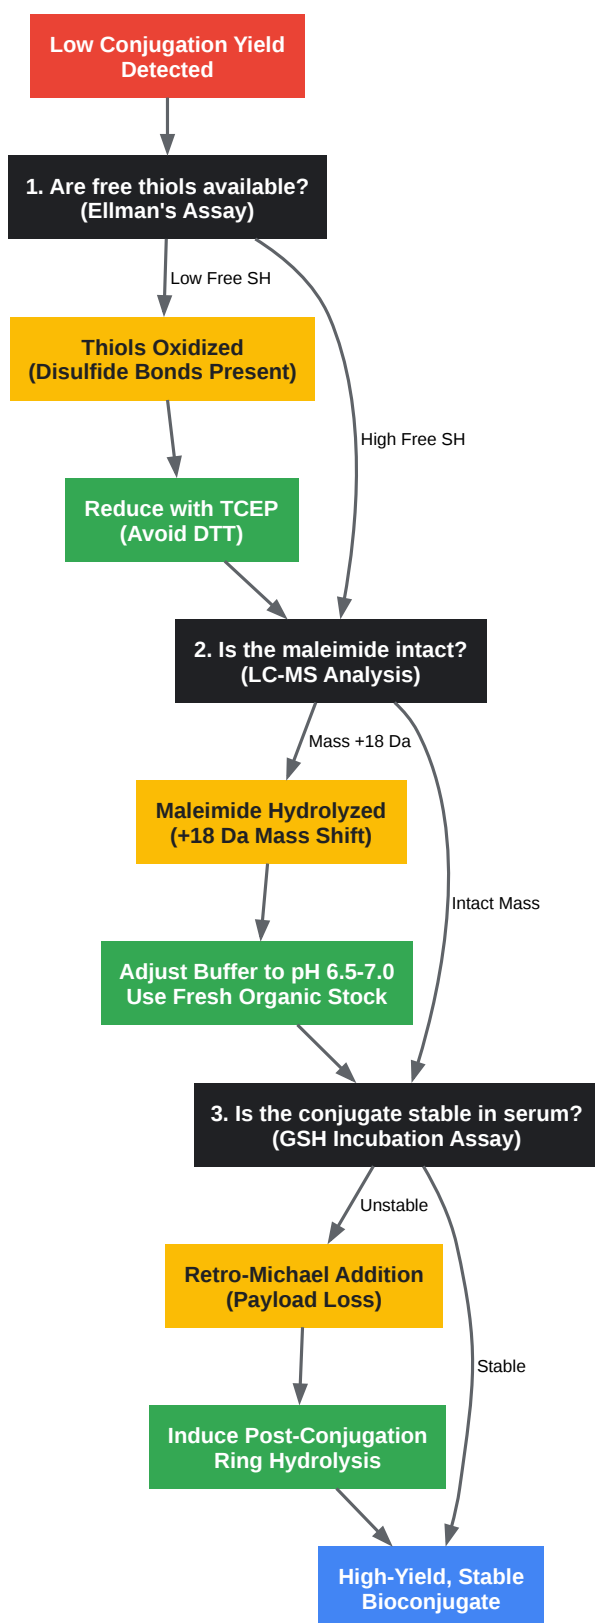 Low Conjugation Yield
Detected
1. Are free thiols available?
(Ellman's Assay)
Low Free SH
Thiols Oxidized
(Disulfide Bonds Present)
High Free SH
Reduce with TCEP
(Avoid DTT)
2. Is the maleimide intact?
(LC-MS Analysis)
Mass +18 Da
Maleimide Hydrolyzed
(+18 Da Mass Shift)
Intact Mass
Adjust Buffer to pH 6.5-7.0
Use Fresh Organic Stock
3. Is the conjugate stable in serum?
(GSH Incubation Assay)
Unstable
Retro-Michael Addition
(Payload Loss)
Stable
Induce Post-Conjugation
Ring Hydrolysis
High-Yield, Stable
Bioconjugate